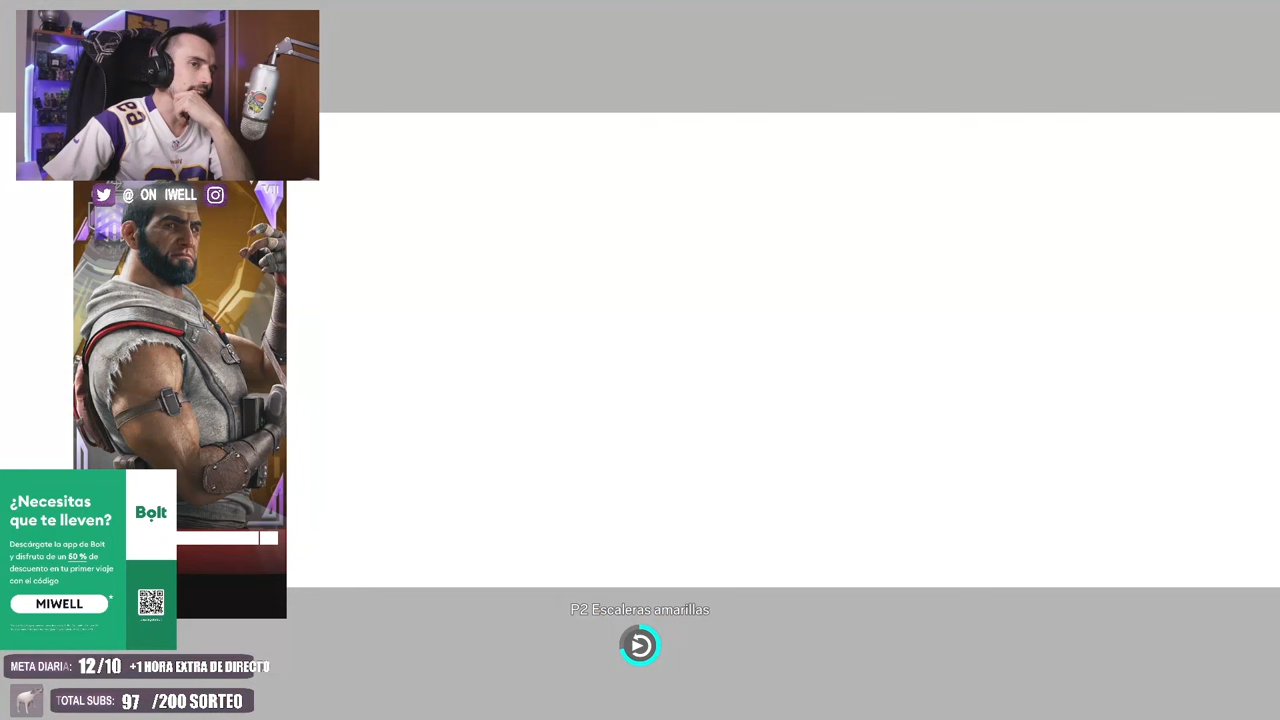 @ ON IWELL
¿Necesitas
que te lleven?
Descárgate la app de Bolt
y disfruta de un 50 % de
descuento en tu primer viaje
con el código
MIWELL*
Bolt
P2 Escaleras amarillas
META DIARIA: 12/10 +1 HORA EXTRA DE DIRECTO
TOTAL SUBS: 97 /200 SORTEO